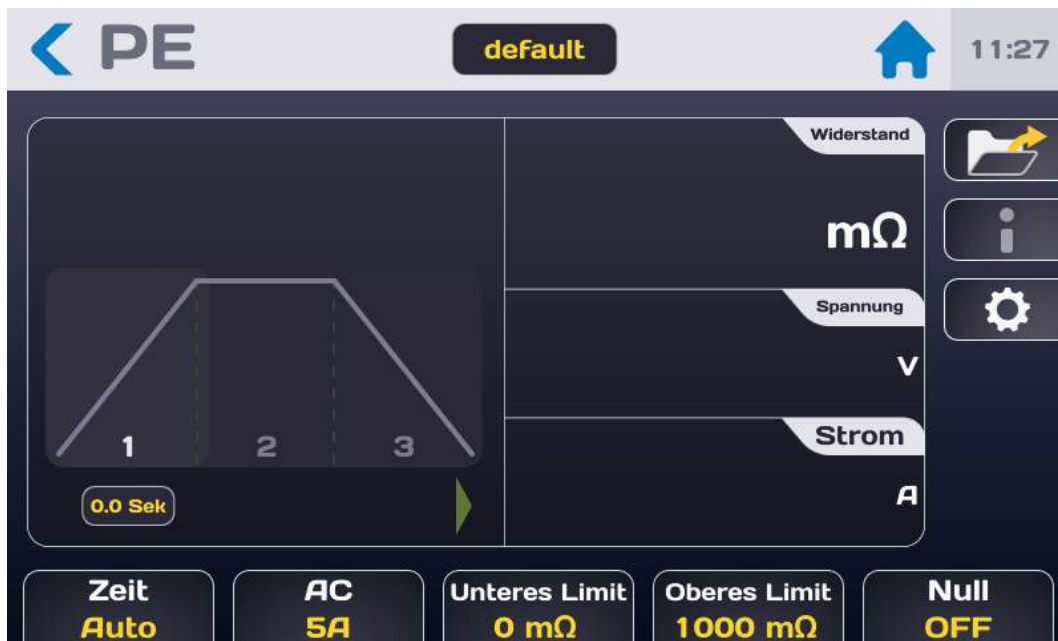 PE
default
11:27
Widerstand
mΩ
Spannung
V
Strom
A
1 2 3
0.0 Sek
Zeit
Auto
AC
5A
Unteres Limit
0 mΩ
Oberes Limit
1000 mΩ
Null
OFF